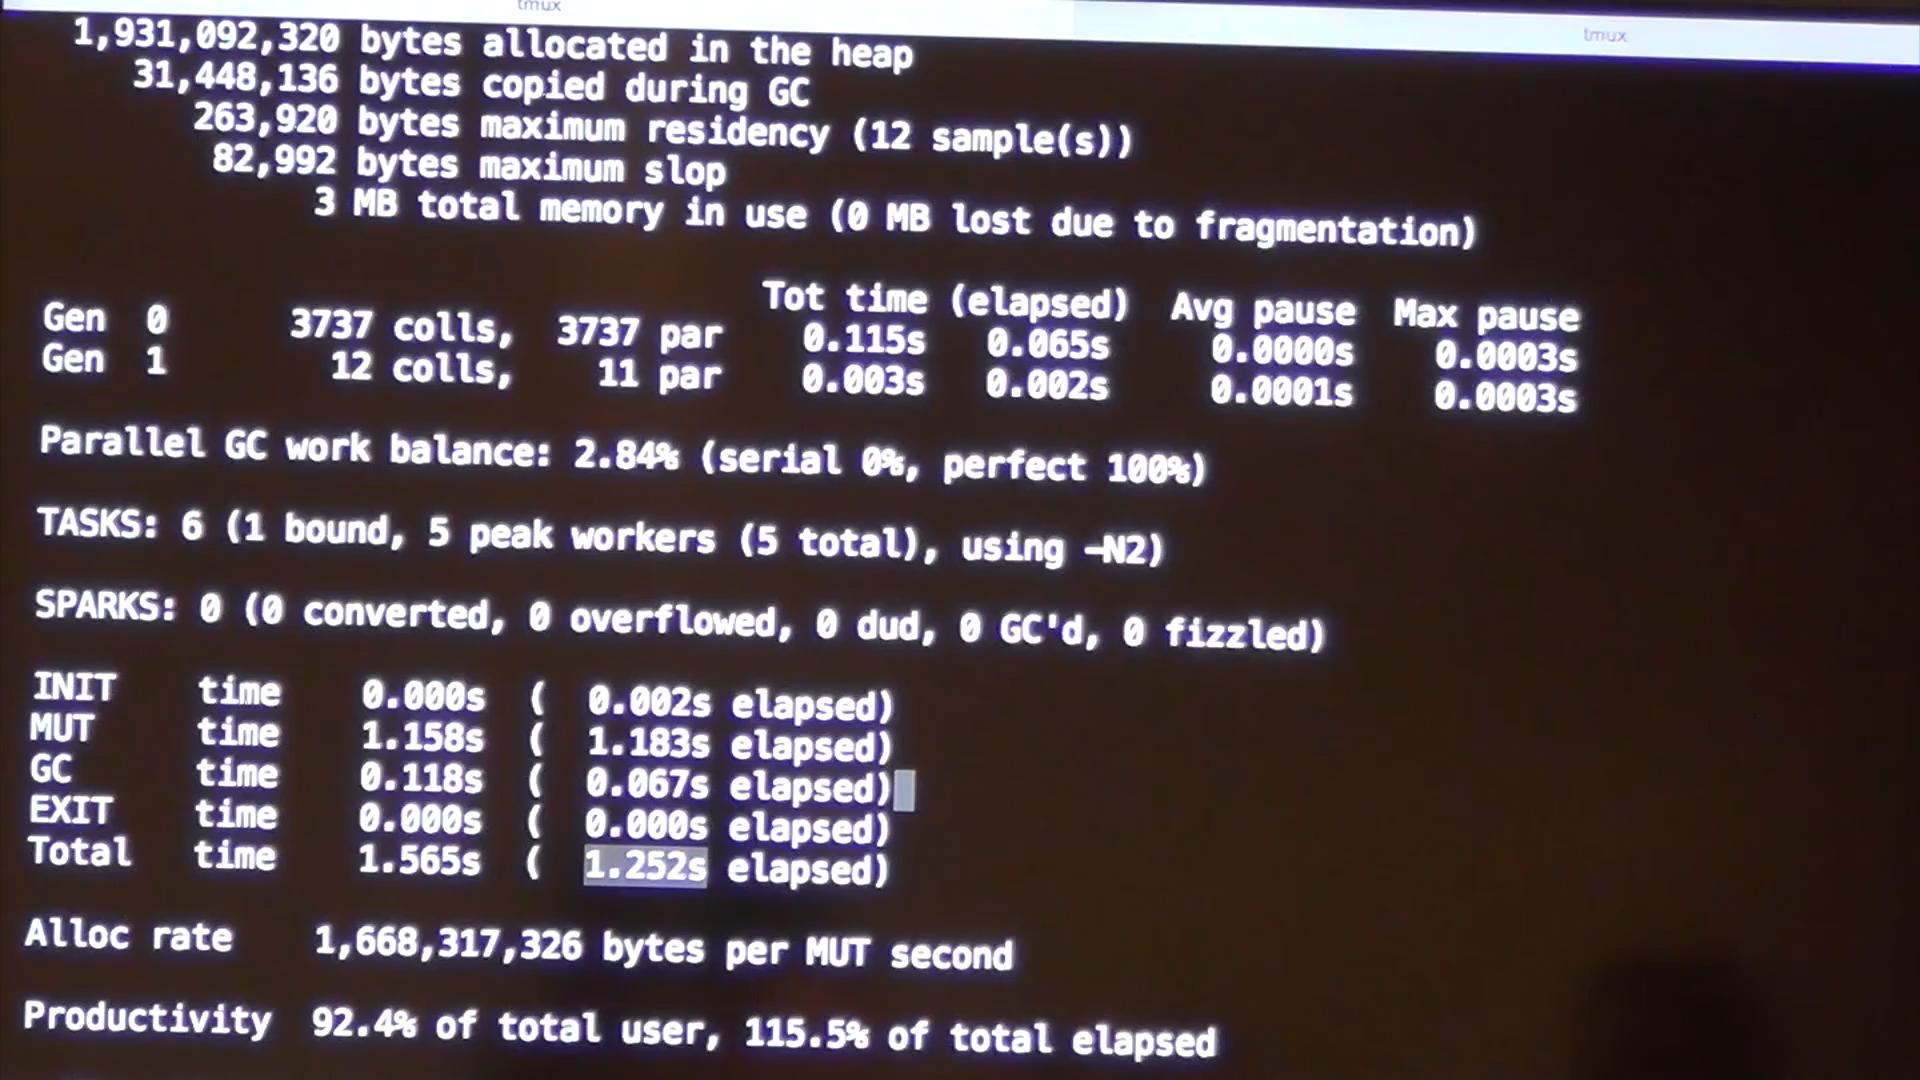 tmux
tmux
1,931,092,320 bytes allocated in the heap
31,448,136 bytes copied during GC
263,920 bytes maximum residency (12 sample(s))
82,992 bytes maximum slop
3 MB total memory in use (0 MB lost due to fragmentation)
Tot time (elapsed) Avg pause Max pause
Gen 0 3737 colls, 3737 par 0.115s 0.065s 0.0000s 0.0003s
Gen 1 12 colls, 11 par 0.003s 0.002s 0.0001s 0.0003s
Parallel GC work balance: 2.84% (serial 0%, perfect 100%)
TASKS: 6 (1 bound, 5 peak workers (5 total), using -N2)
SPARKS: 0 (0 converted, 0 overflowed, 0 dud, 0 GC'd, 0 fizzled)
INIT time 0.000s ( 0.002s elapsed)
MUT time 1.158s ( 1.183s elapsed)
GC time 0.118s ( 0.067s elapsed)
EXIT time 0.000s ( 0.000s elapsed)
Total time 1.565s ( 1.252s elapsed)
Alloc rate 1,668,317,326 bytes per MUT second
Productivity 92.4% of total user, 115.5% of total elapsed